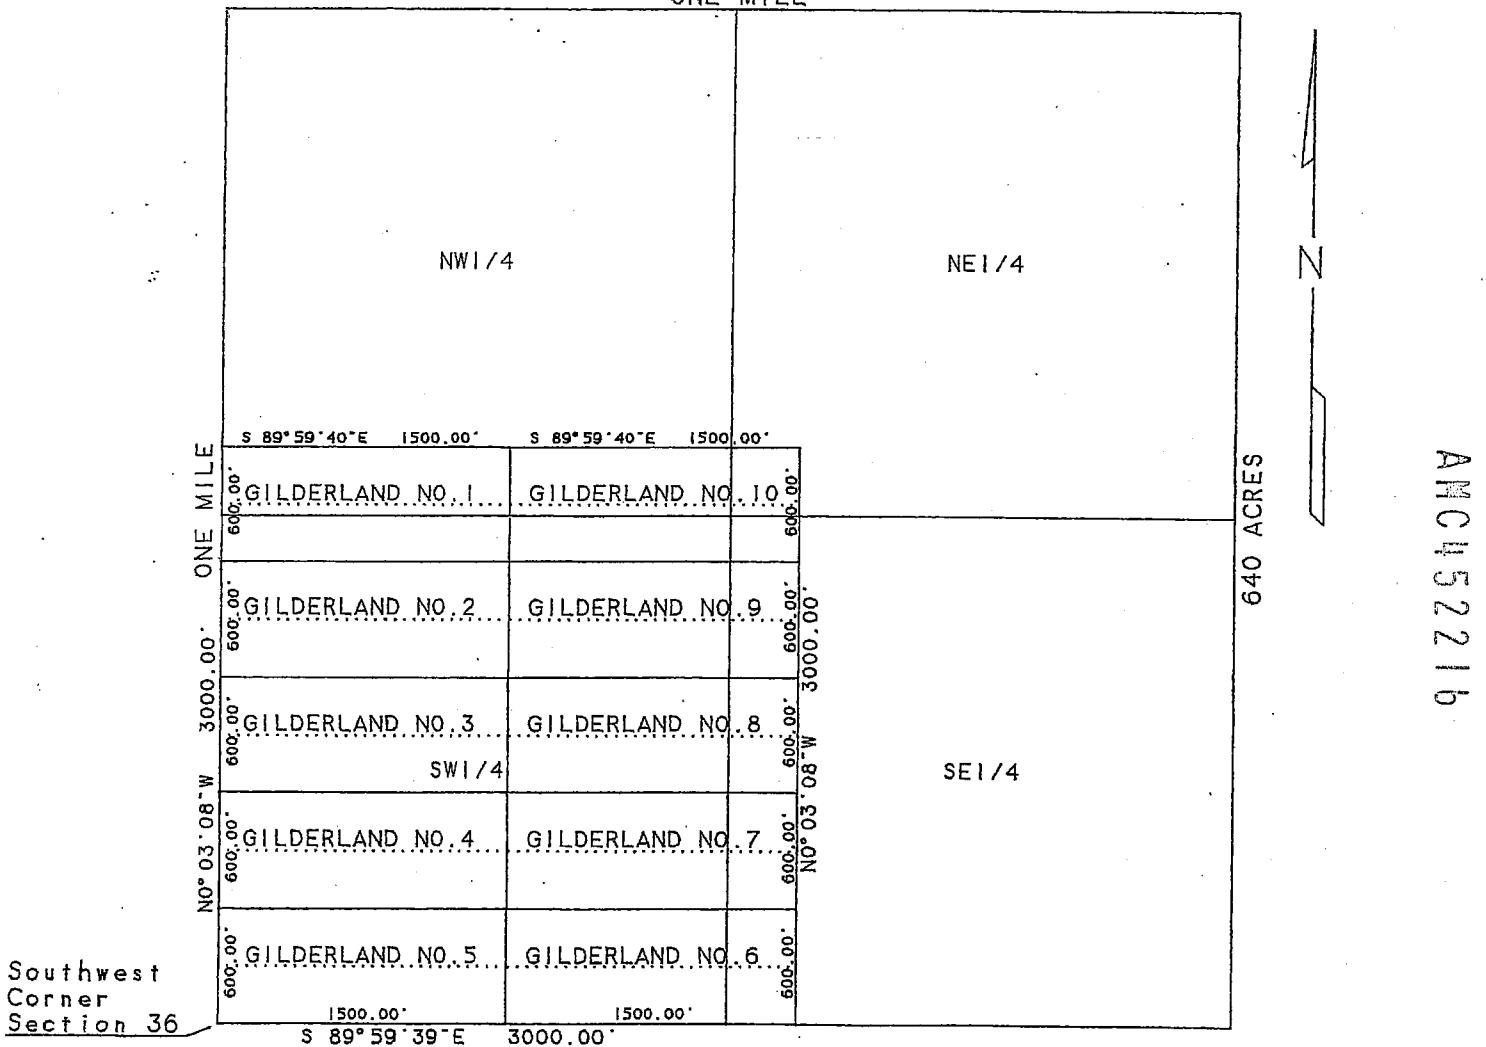 ONE MILE
NW1/4
NE1/4
N
S 89°59'40"E 1500.00' S 89°59'40"E 1500.00'
ONE MILE
640 ACRES
AMC452216
600.00' GILDERLAND NO.1 GILDERLAND NO.10 600.00'
600.00' GILDERLAND NO.2 GILDERLAND NO.9 600.00'
N0°03'08"W 3000.00'
N0°03'08"W 3000.00'
600.00' GILDERLAND NO.3 GILDERLAND NO.8 600.00'
SW1/4
SE1/4
600.00' GILDERLAND NO.4 GILDERLAND NO.7 600.00'
600.00' GILDERLAND NO.5 GILDERLAND NO.6 600.00'
Southwest
Corner
Section 36
1500.00' 1500.00'
S 89°59'39"E 3000.00'